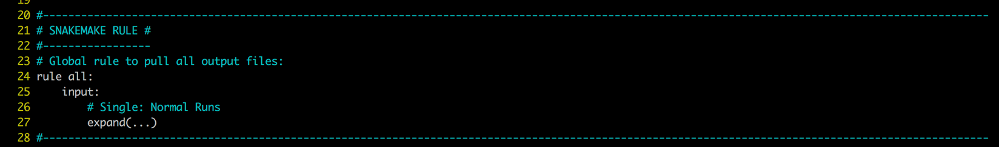 19
20 #-----------------------------------------------------------------------------------------------------------------------------------------------------
21 # SNAKEMAKE RULE #
22 #-----------------
23 # Global rule to pull all output files:
24 rule all:
25     input:
26         # Single: Normal Runs
27         expand(...)
28 #-----------------------------------------------------------------------------------------------------------------------------------------------------